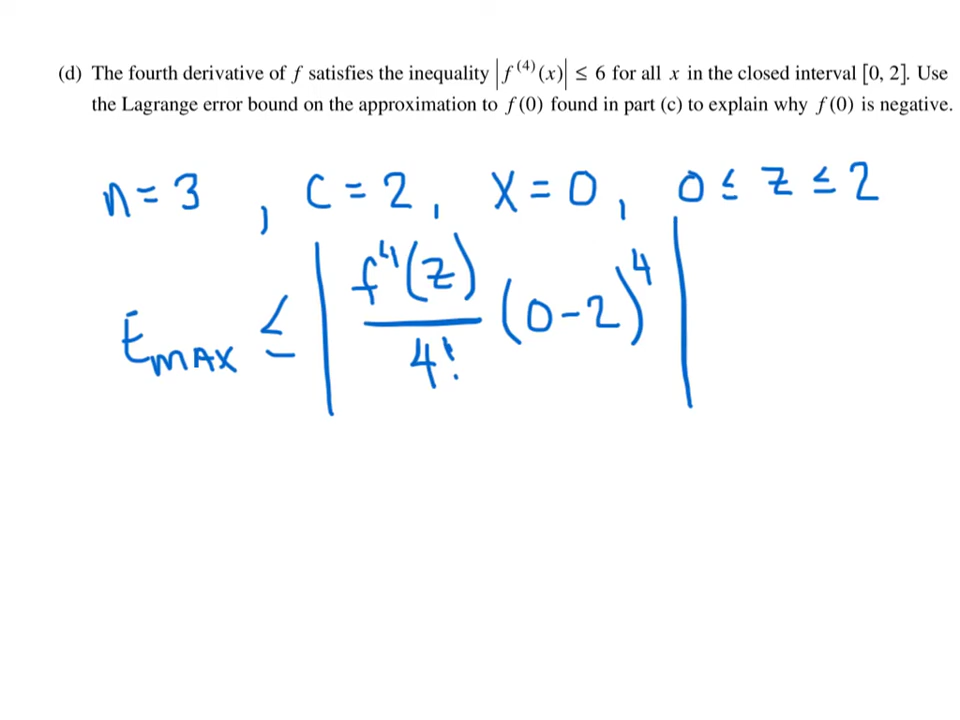 (d) The fourth derivative of f satisfies the inequality |f⁽⁴⁾(x)| ≤ 6 for all x in the closed interval [0, 2]. Use
the Lagrange error bound on the approximation to f(0) found in part (c) to explain why f(0) is negative.
n = 3 , C = 2, X = 0, 0 ≤ Z ≤ 2
E_MAX ≤ | f⁴(Z)/4! (0-2)⁴ |